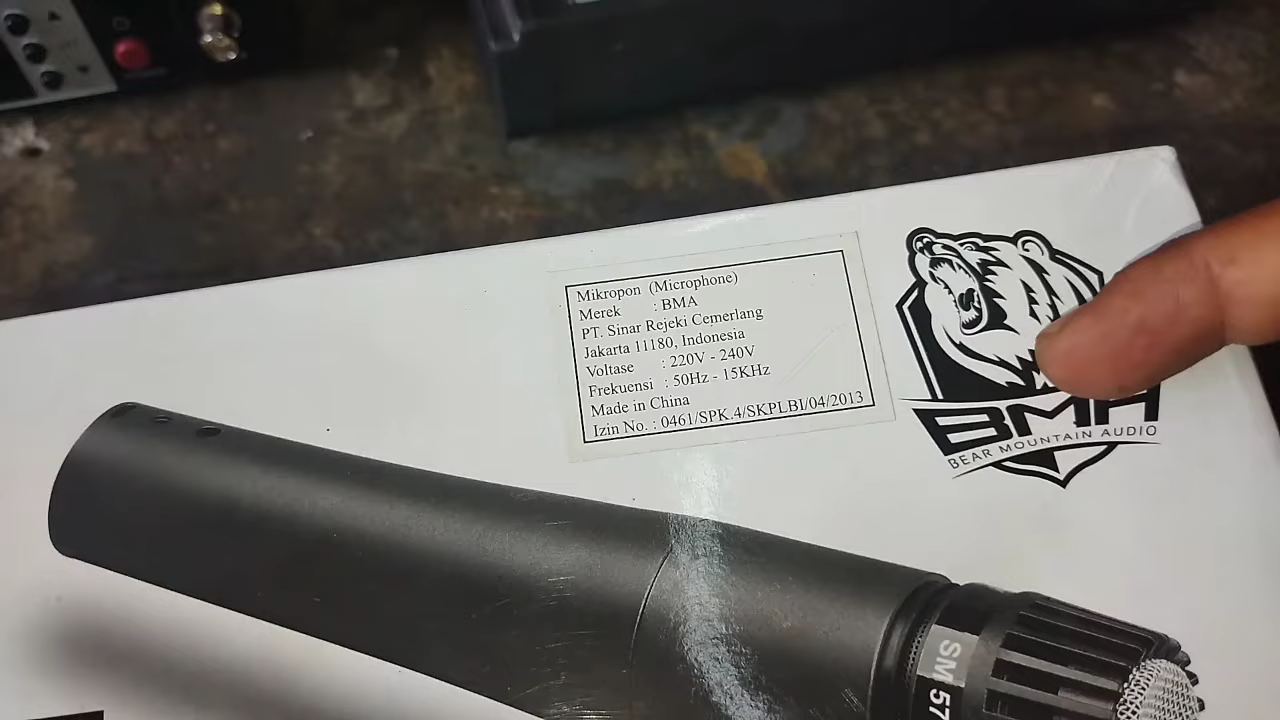 Mikropon (Microphone)
Merek : BMA
PT. Sinar Rejeki Cemerlang
Jakarta 11180, Indonesia
Voltase : 220V - 240V
Frekuensi : 50Hz - 15KHz
Made in China
Izin No. : 0461/SPK.4/SKPLBI/04/2013
BMA
BEAR MOUNTAIN AUDIO
SM 57